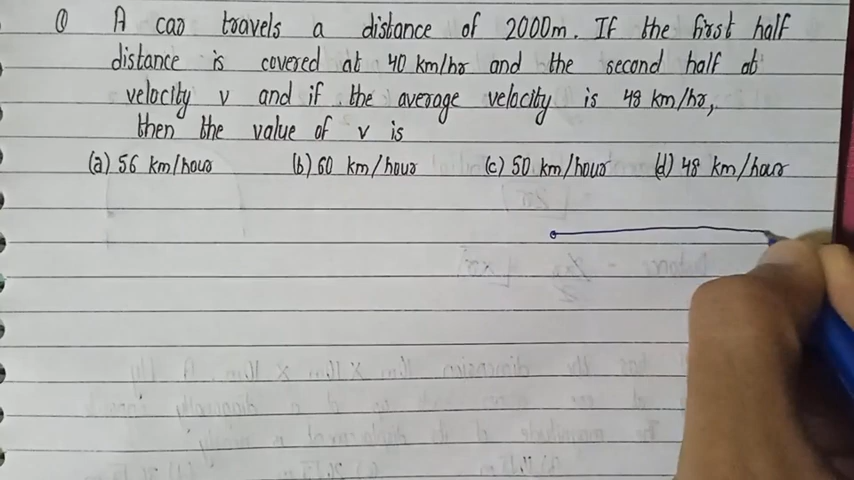 ① A car travels a distance of 2000m. If the first half
distance is covered at 40 km/hr and the second half at
velocity v and if the average velocity is 48 km/hr,
then the value of v is
(a) 56 km/hour (b) 60 km/hour (c) 50 km/hour (d) 48 km/hour